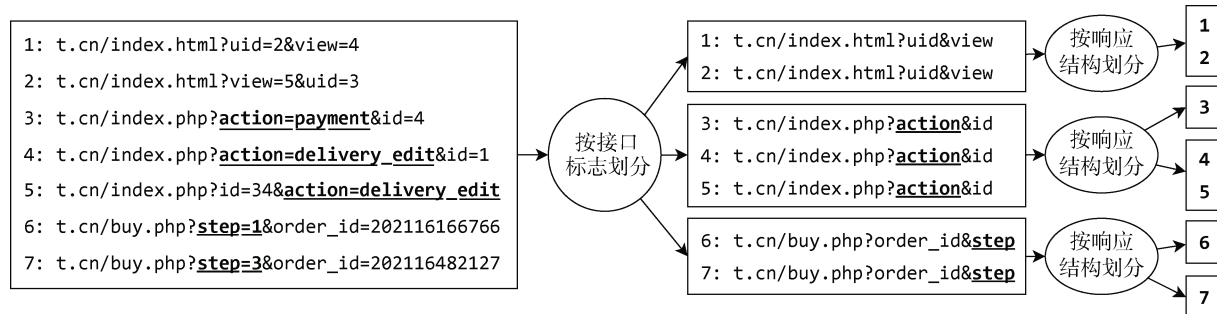 1: t.cn/index.html?uid=2&view=4
2: t.cn/index.html?view=5&uid=3
3: t.cn/index.php?action=payment&id=4
4: t.cn/index.php?action=delivery_edit&id=1
5: t.cn/index.php?id=34&action=delivery_edit
6: t.cn/buy.php?step=1&order_id=202116166766
7: t.cn/buy.php?step=3&order_id=202116482127
按接口
标志划分
1: t.cn/index.html?uid&view
2: t.cn/index.html?uid&view
3: t.cn/index.php?action&id
4: t.cn/index.php?action&id
5: t.cn/index.php?action&id
6: t.cn/buy.php?order_id&step
7: t.cn/buy.php?order_id&step
按响应
结构划分
1
2
按响应
结构划分
3
4
5
按响应
结构划分
6
7